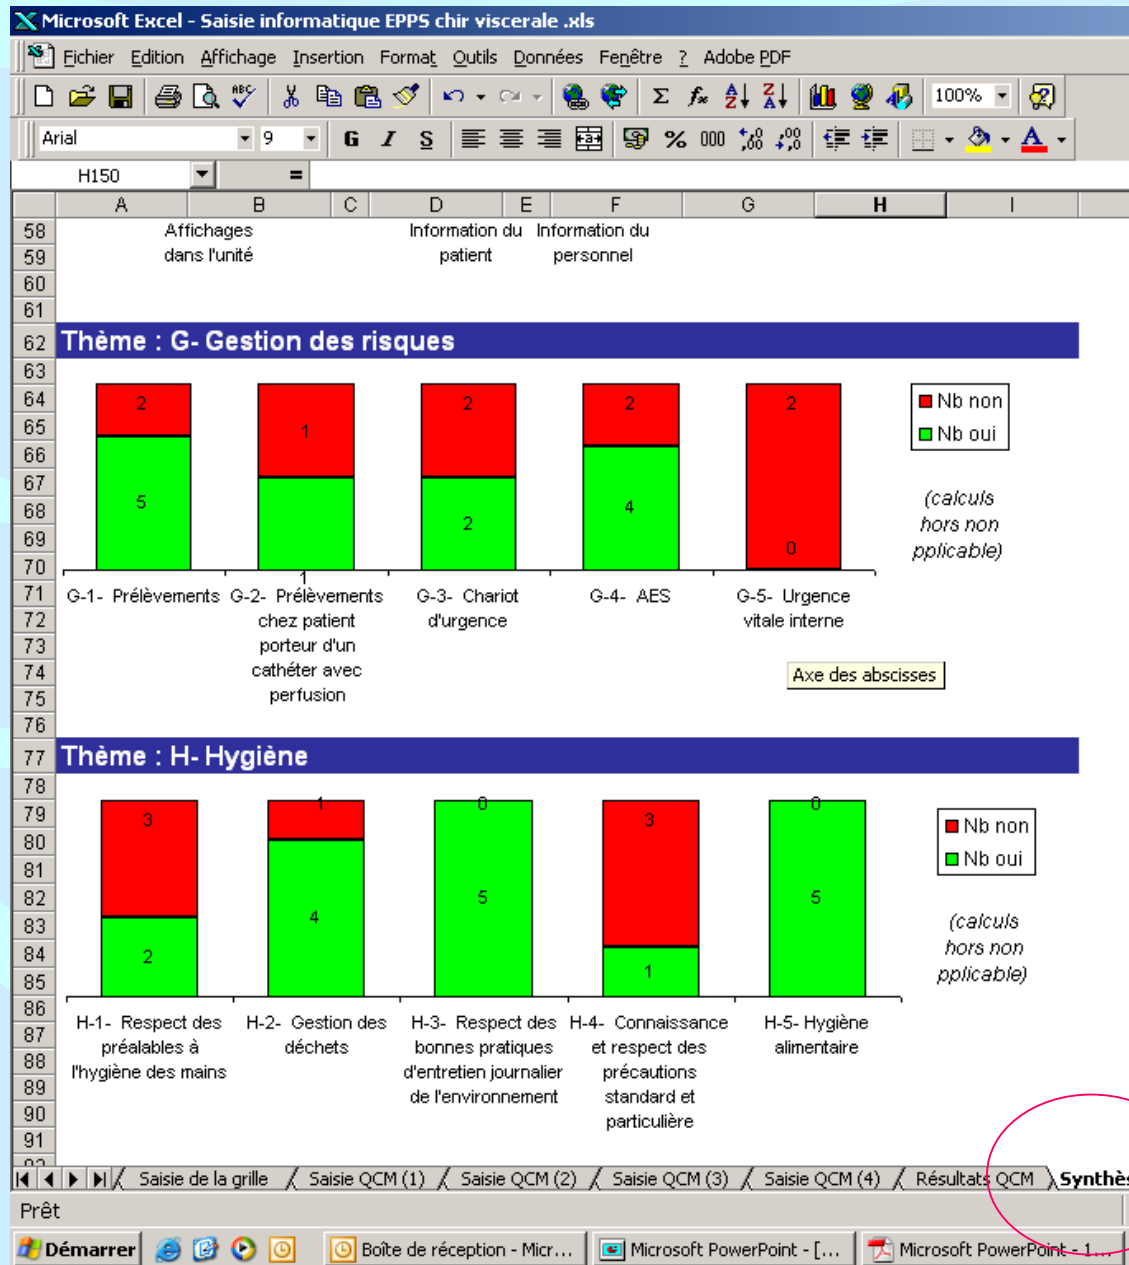 Microsoft Excel - Saisie informatique EPPS chir viscerale .xls
Fichier Edition Affichage Insertion Format Outils Données Fenêtre ? Adobe PDF
100%
Arial 9 G I S % 000
H150 =
A B C D E F G H I
58 Affichages Information du Information du
59 dans l'unité patient personnel
60
61
62 Thème : G- Gestion des risques
63
64 2 2 2 2 Nb non
65 1 Nb oui
66
67
68 5 4 (calculs
69 2 hors non
70 0 pplicable)
1
71 G-1- Prélèvements G-2- Prélèvements G-3- Chariot G-4- AES G-5- Urgence
72 chez patient d'urgence vitale interne
73 porteur d'un
74 cathéter avec Axe des abscisses
75 perfusion
76
77 Thème : H- Hygiène
78
79 3 1 0 3 0 Nb non
80 Nb oui
81
82 5 5
83 4 (calculs
84 2 hors non
85 1 pplicable)
86 H-1- Respect des H-2- Gestion des H-3- Respect des H-4- Connaissance H-5- Hygiène
87 préalables à déchets bonnes pratiques et respect des alimentaire
88 l'hygiène des mains d'entretien journalier précautions
89 de l'environnement standard et
90 particulière
91
Saisie de la grille Saisie QCM (1) Saisie QCM (2) Saisie QCM (3) Saisie QCM (4) Résultats QCM Synthès
Prêt
Démarrer Boîte de réception - Micr... Microsoft PowerPoint - [... Microsoft PowerPoint - 1...